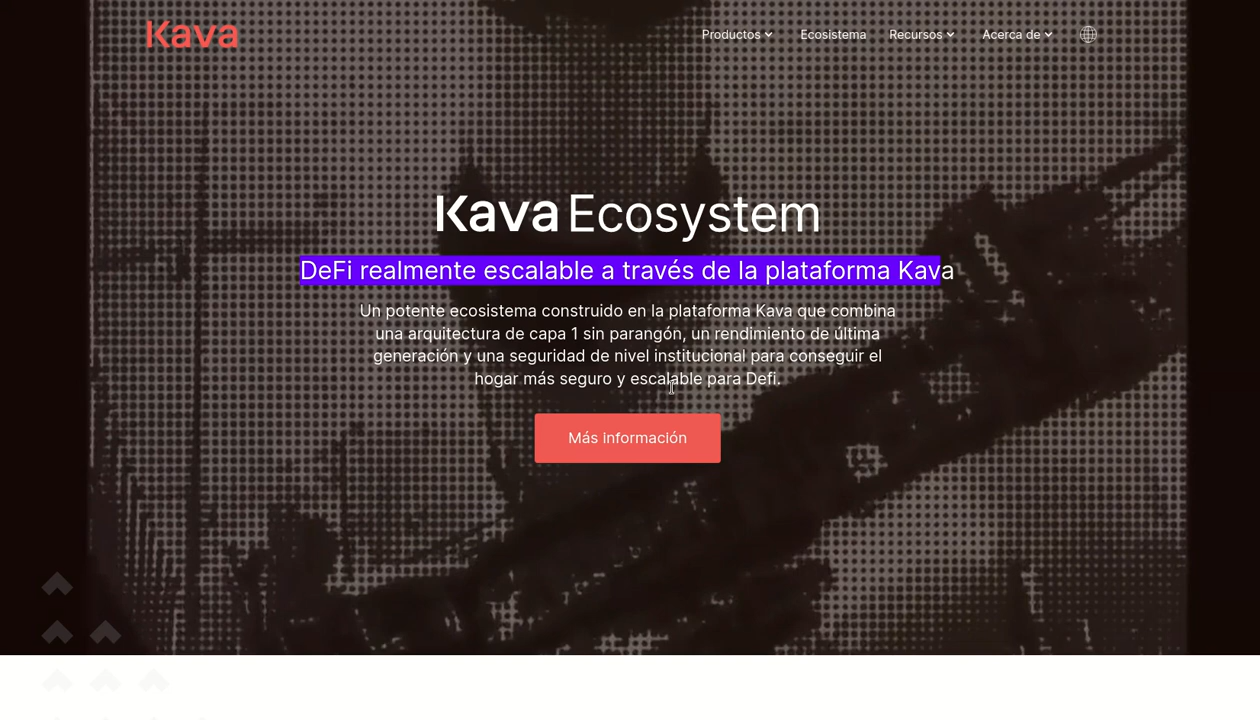 Kava
Productos
Ecosistema
Recursos
Acerca de
Kava Ecosystem
DeFi realmente escalable a través de la plataforma Kava
Un potente ecosistema construido en la plataforma Kava que combina
una arquitectura de capa 1 sin parangón, un rendimiento de última
generación y una seguridad de nivel institucional para conseguir el
hogar más seguro y escalable para Defi.
Más información